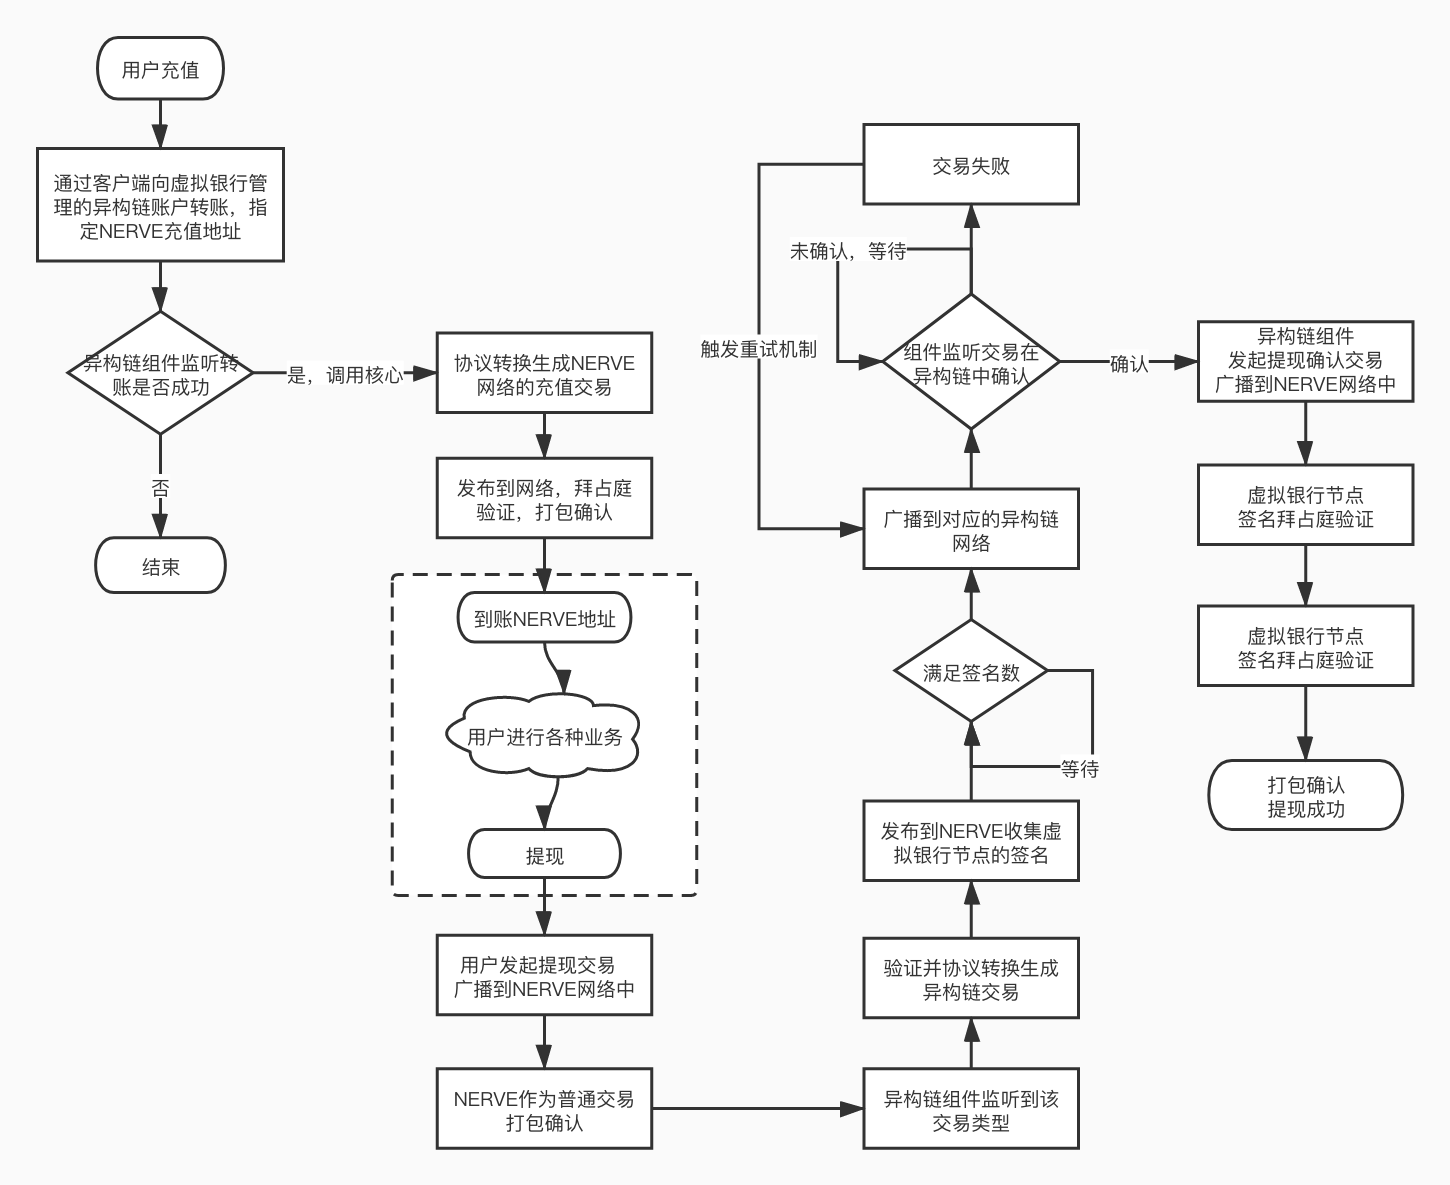 用户充值
通过客户端向虚拟银行管
理的异构链账户转账，指
定NERVE充值地址
异构链组件监听转
账是否成功
是，调用核心
否
结束
协议转换生成NERVE
网络的充值交易
发布到网络，拜占庭
验证，打包确认
到账NERVE地址
用户进行各种业务
提现
用户发起提现交易
广播到NERVE网络中
NERVE作为普通交易
打包确认
异构链组件监听到该
交易类型
验证并协议转换生成
异构链交易
发布到NERVE收集虚
拟银行节点的签名
等待
满足签名数
广播到对应的异构链
网络
组件监听交易在
异构链中确认
未确认，等待
交易失败
触发重试机制
确认
异构链组件
发起提现确认交易
广播到NERVE网络中
虚拟银行节点
签名拜占庭验证
虚拟银行节点
签名拜占庭验证
打包确认
提现成功